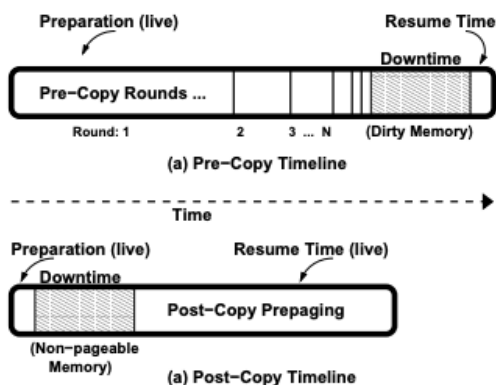 Preparation (live)
Resume Time
Downtime
Pre-Copy Rounds ...
Round: 1 2 3 ... N (Dirty Memory)
(a) Pre-Copy Timeline
Time
Preparation (live)
Resume Time (live)
Downtime
Post-Copy Prepaging
(Non-pageable
Memory)
(a) Post-Copy Timeline